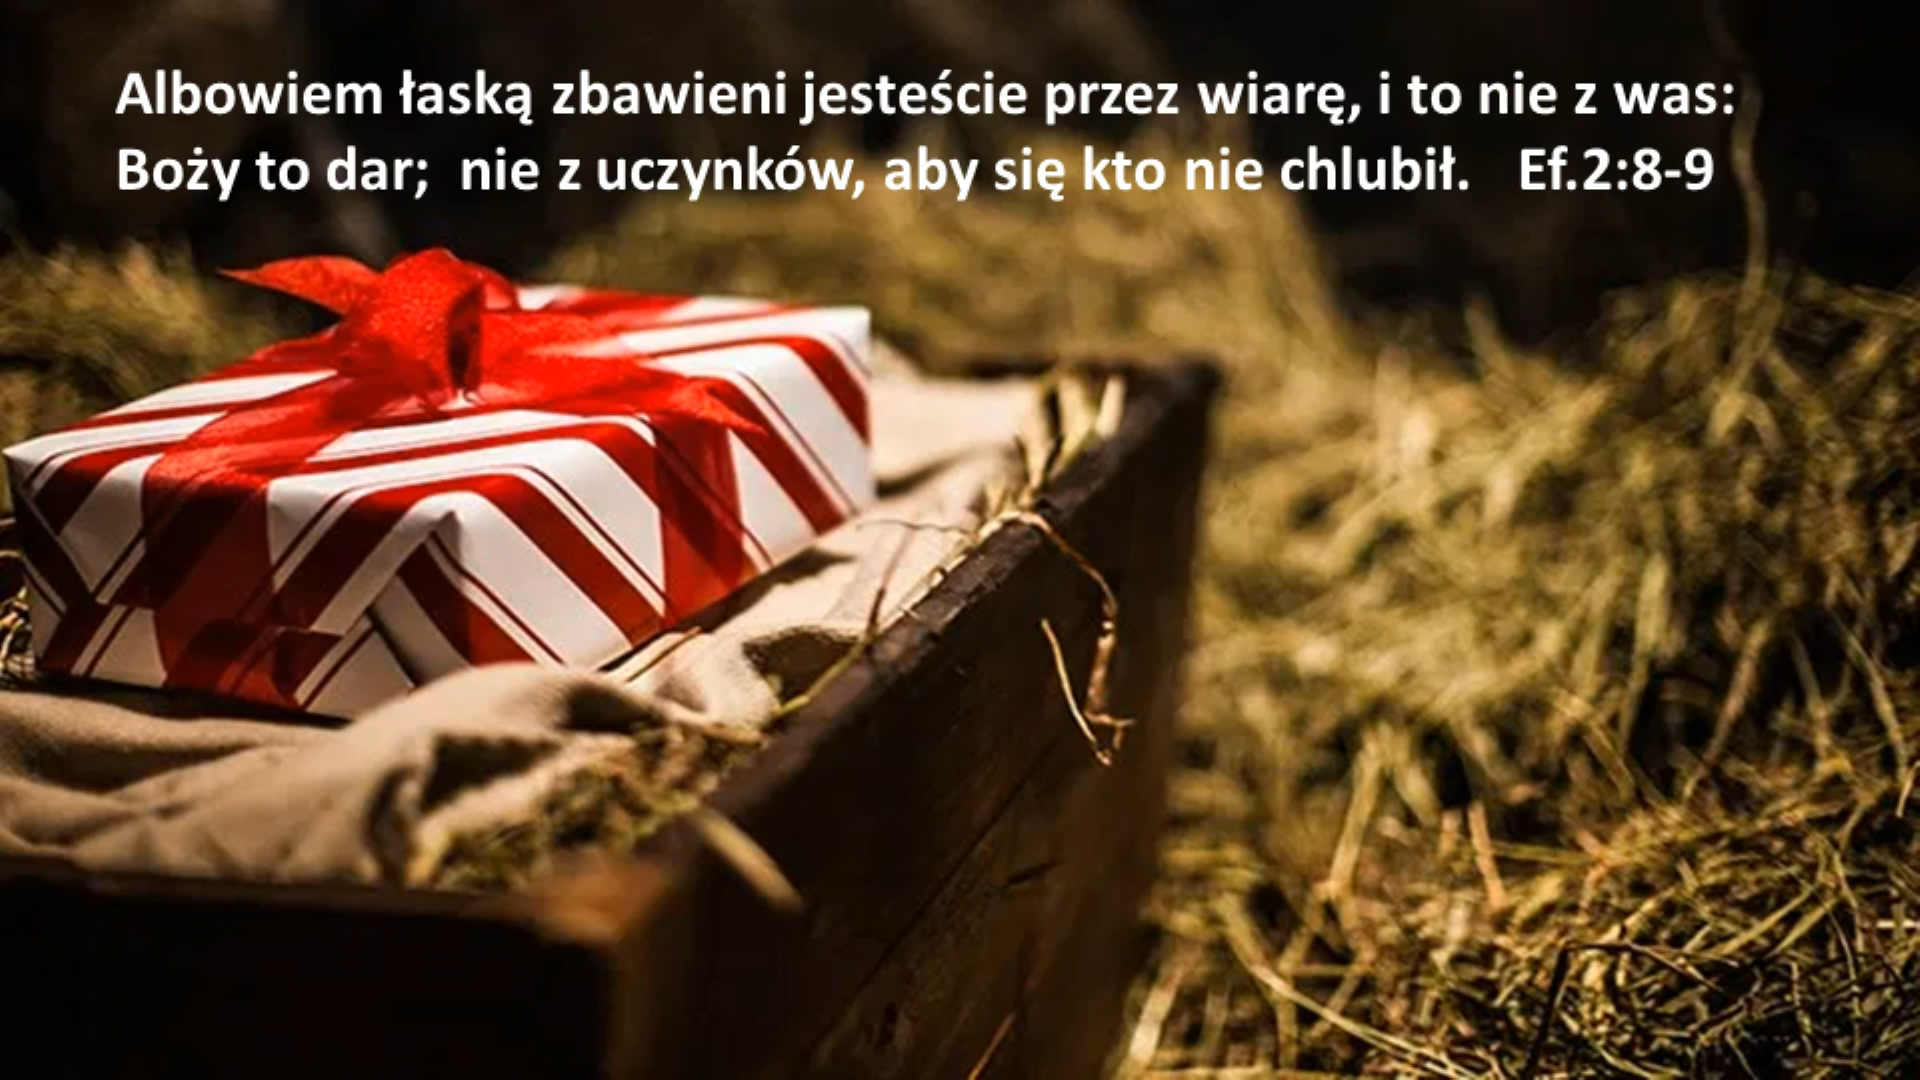 Albowiem łaską zbawieni jesteście przez wiarę, i to nie z was:
Boży to dar; nie z uczynków, aby się kto nie chlubił. Ef.2:8-9